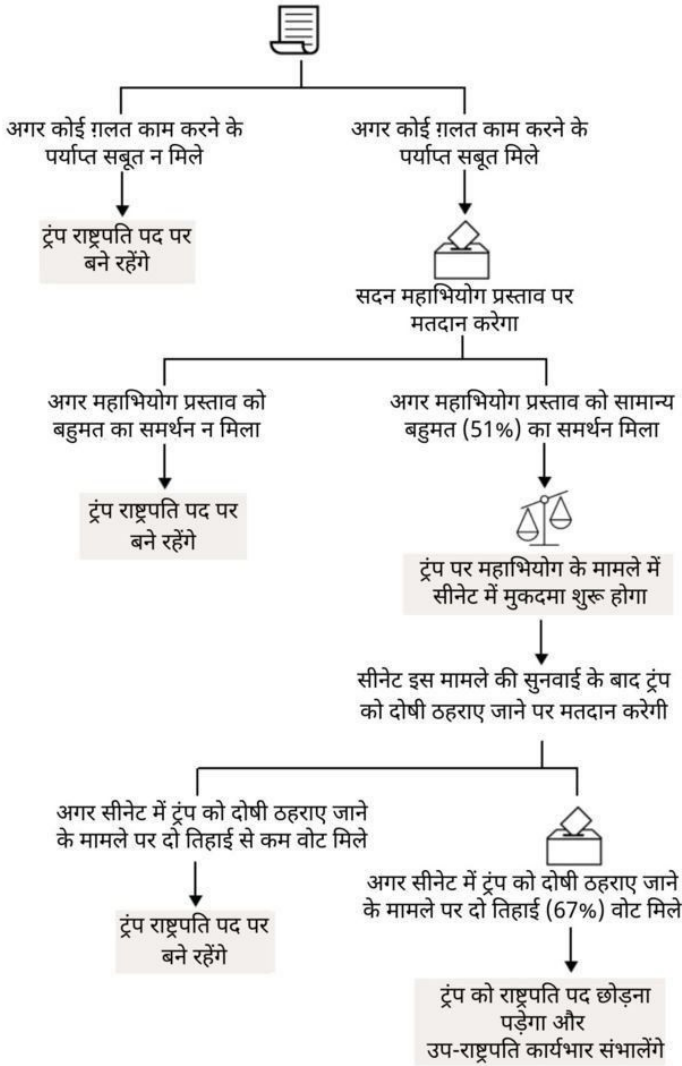 अगर कोई ग़लत काम करने के
पर्याप्त सबूत न मिले
अगर कोई ग़लत काम करने के
पर्याप्त सबूत मिले
ट्रंप राष्ट्रपति पद पर
बने रहेंगे
सदन महाभियोग प्रस्ताव पर
मतदान करेगा
अगर महाभियोग प्रस्ताव को
बहुमत का समर्थन न मिला
अगर महाभियोग प्रस्ताव को सामान्य
बहुमत (51%) का समर्थन मिला
ट्रंप राष्ट्रपति पद पर
बने रहेंगे
ट्रंप पर महाभियोग के मामले में
सीनेट में मुकदमा शुरू होगा
सीनेट इस मामले की सुनवाई के बाद ट्रंप
को दोषी ठहराए जाने पर मतदान करेगी
अगर सीनेट में ट्रंप को दोषी ठहराए जाने
के मामले पर दो तिहाई से कम वोट मिले
अगर सीनेट में ट्रंप को दोषी ठहराए जाने
के मामले पर दो तिहाई (67%) वोट मिले
ट्रंप राष्ट्रपति पद पर
बने रहेंगे
ट्रंप को राष्ट्रपति पद छोड़ना
पड़ेगा और
उप-राष्ट्रपति कार्यभार संभालेंगे